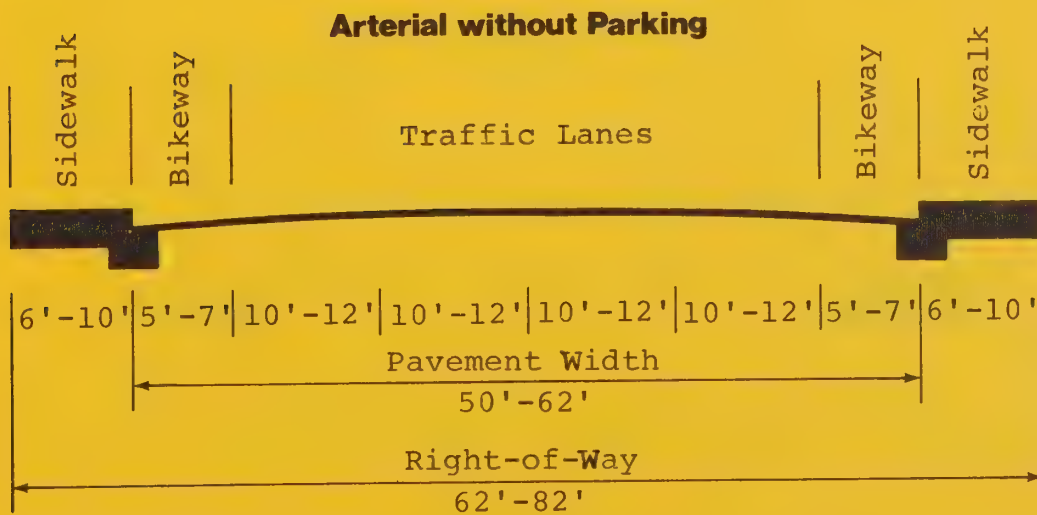 Arterial without Parking
Sidewalk
Bikeway
Traffic Lanes
Bikeway
Sidewalk
6'-10' 5'-7' 10'-12' 10'-12' 10'-12' 10'-12' 5'-7' 6'-10'
Pavement Width
50'-62'
Right-of-Way
62'-82'